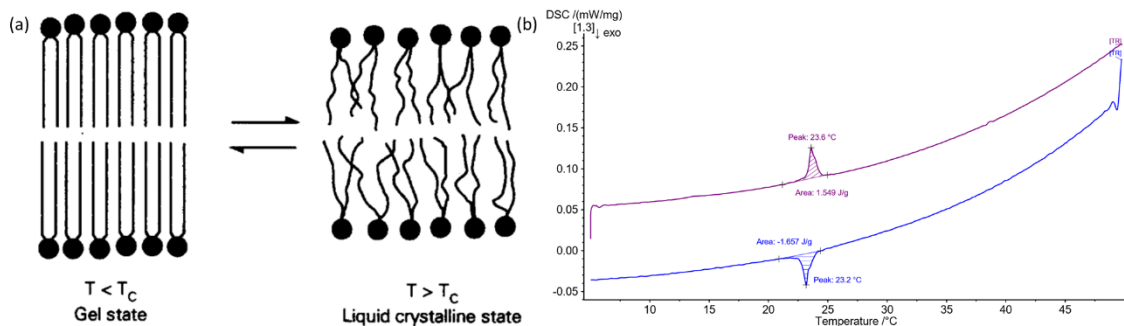 (a)
T < T_C
Gel state
T > T_C
Liquid crystalline state
(b)
DSC /(mW/mg)
[1.3]↓ exo
0.25
0.20
0.15
0.10
0.05
0.00
-0.05
[TR]
[TR]
Peak: 23.6 °C
Area: 1.549 J/g
Area: -1.657 J/g
Peak: 23.2 °C
10 15 20 25 30 35 40 45
Temperature /°C